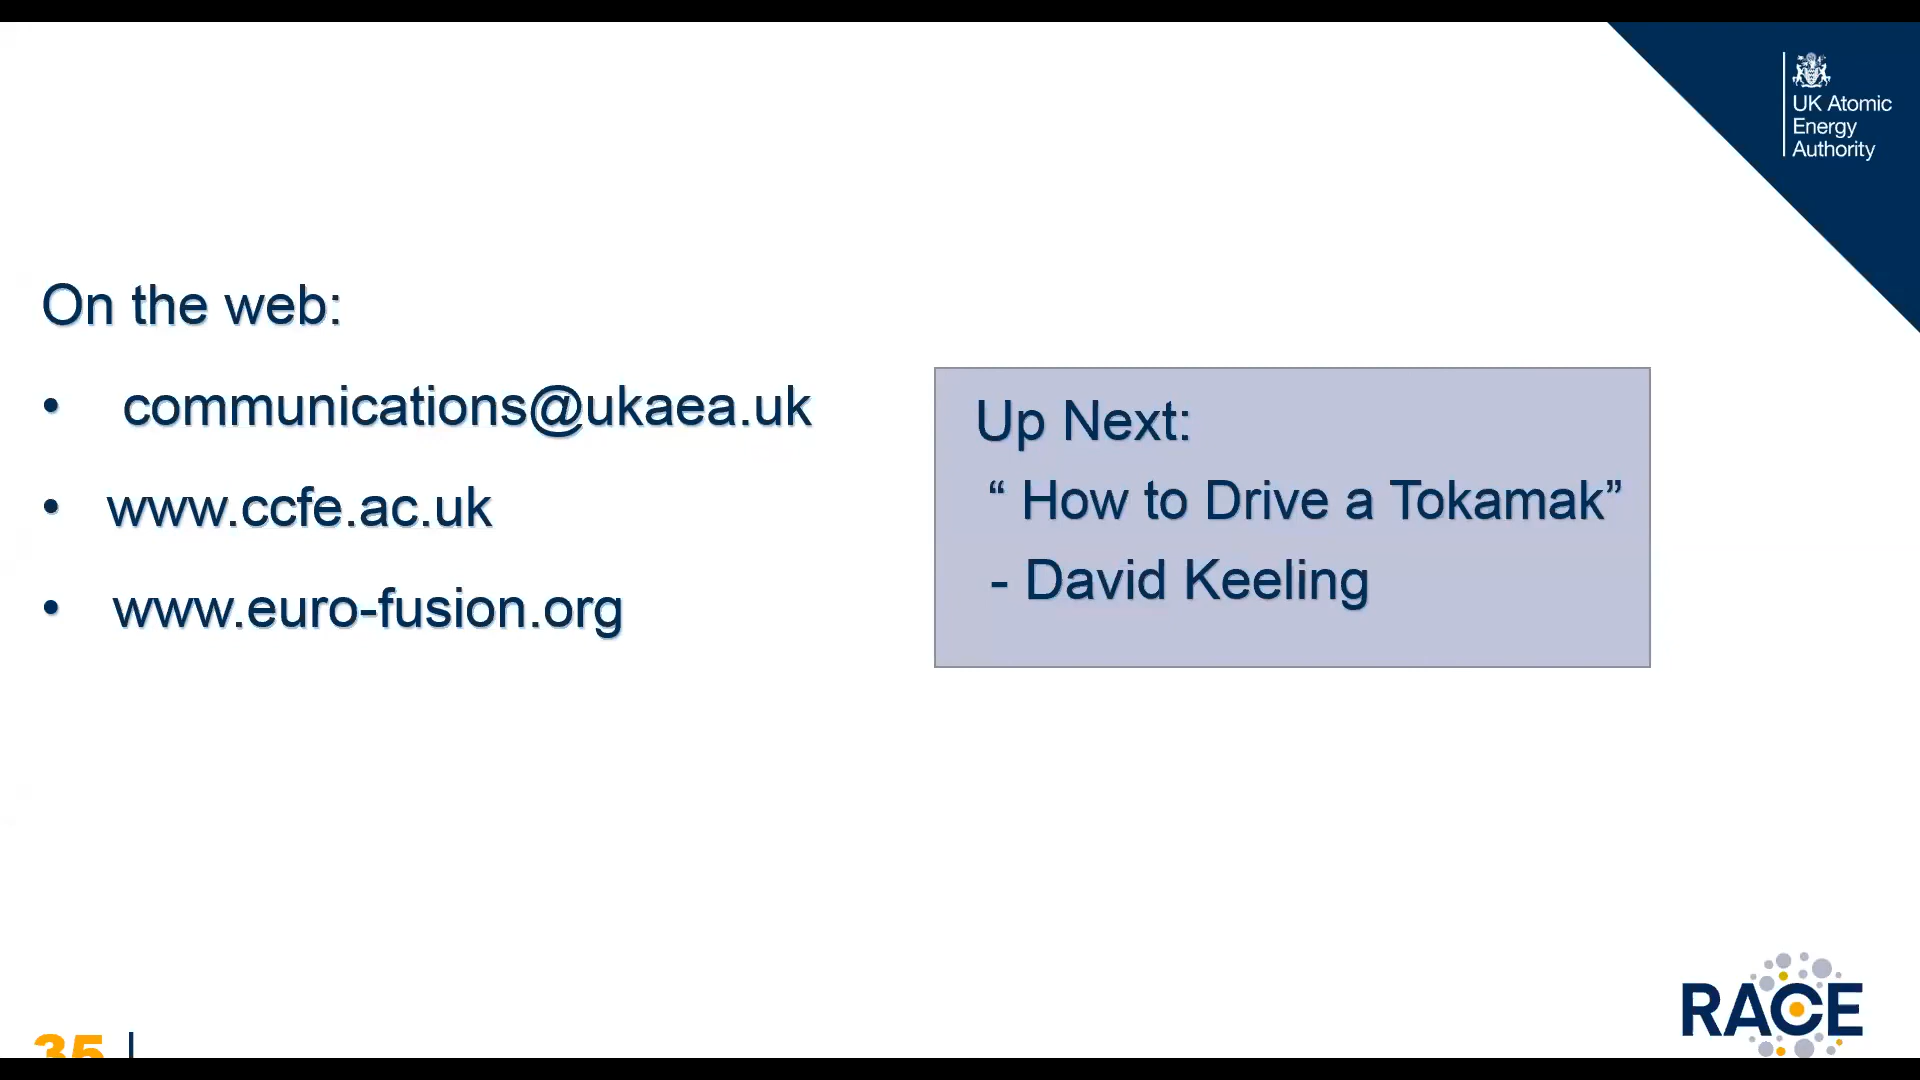 UK Atomic
Energy
Authority
On the web:
• communications@ukaea.uk
• www.ccfe.ac.uk
• www.euro-fusion.org
Up Next:
“ How to Drive a Tokamak”
- David Keeling
RACE
35